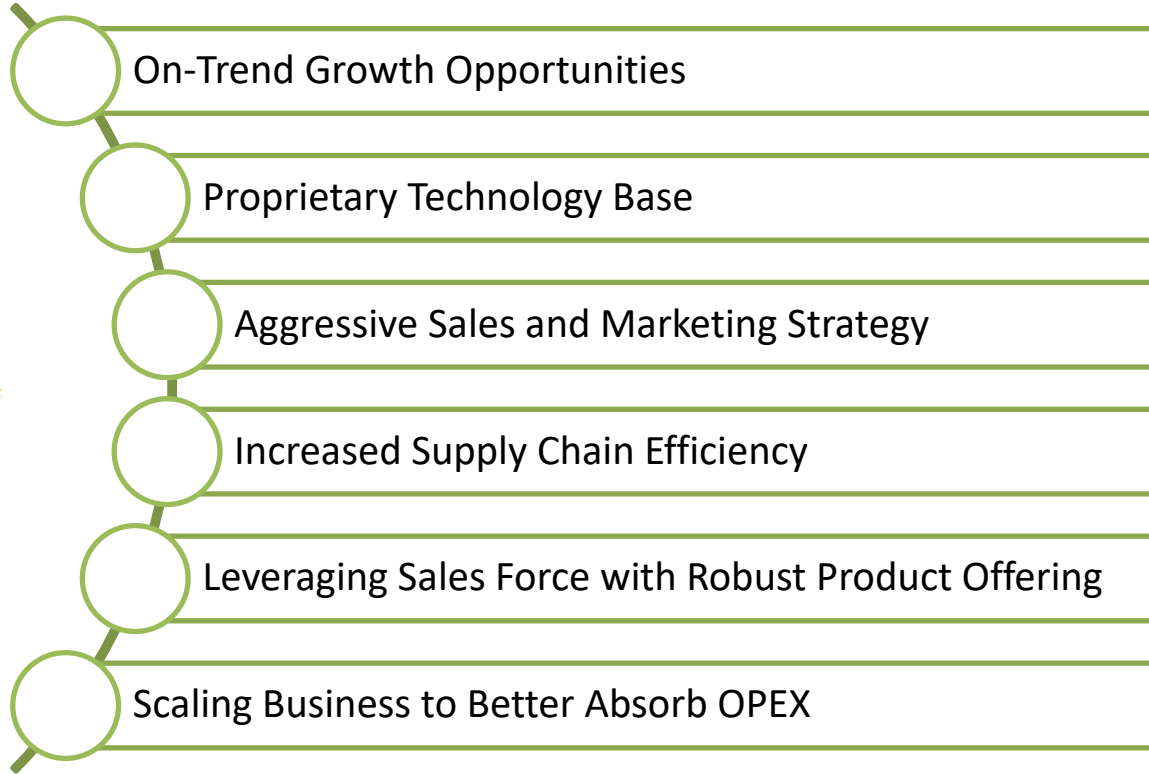 On-Trend Growth Opportunities
Proprietary Technology Base
Aggressive Sales and Marketing Strategy
Increased Supply Chain Efficiency
Leveraging Sales Force with Robust Product Offering
Scaling Business to Better Absorb OPEX